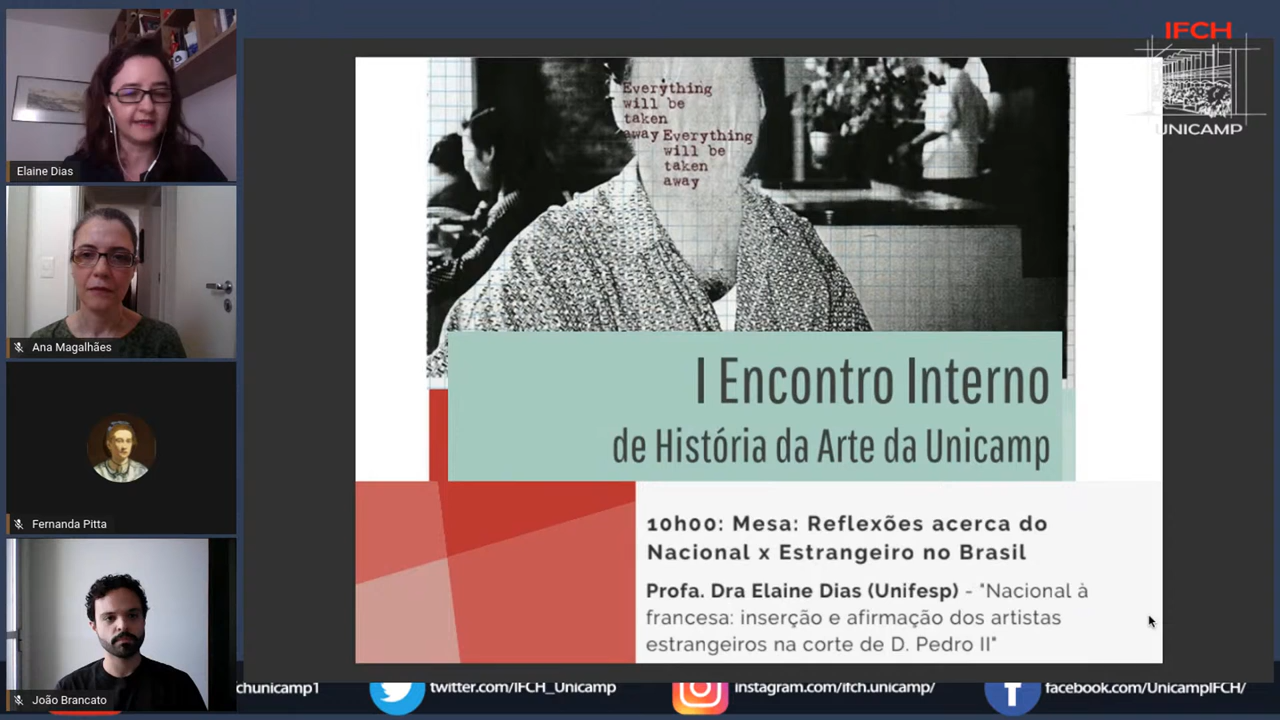 Elaine Dias
Ana Magalhães
Fernanda Pitta
João Brancato
IFCH
UNICAMP
Everything
will be
taken
away Everything
will be
taken
away
I Encontro Interno
de História da Arte da Unicamp
10h00: Mesa: Reflexões acerca do
Nacional x Estrangeiro no Brasil
Profa. Dra Elaine Dias (Unifesp) - "Nacional à
francesa: inserção e afirmação dos artistas
estrangeiros na corte de D. Pedro II"
chunicamp1
twitter.com/IFCH_Unicamp
instagram.com/ifch.unicamp/
facebook.com/UnicampIFCH/